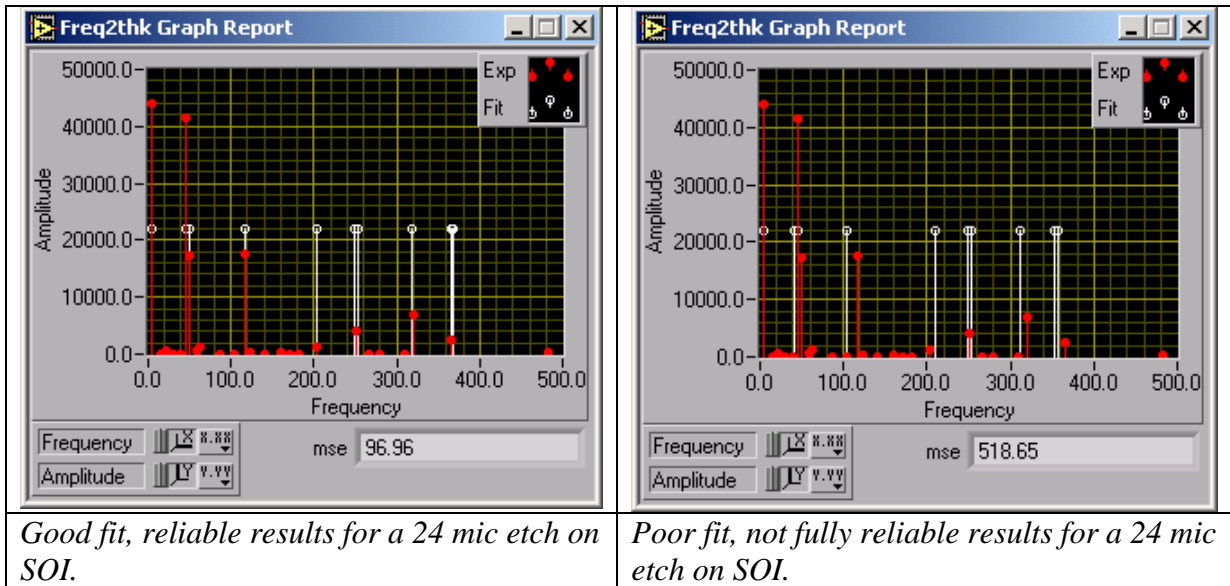 Freq2thk Graph Report
50000.0
40000.0
30000.0
20000.0
10000.0
0.0
Amplitude
Exp
Fit
0.0 100.0 200.0 300.0 400.0 500.0
Frequency
Frequency X.XX
Amplitude Y.YY
mse 96.96
Good fit, reliable results for a 24 mic etch on
SOI.
Freq2thk Graph Report
50000.0
40000.0
30000.0
20000.0
10000.0
0.0
Amplitude
Exp
Fit
0.0 100.0 200.0 300.0 400.0 500.0
Frequency
Frequency X.XX
Amplitude Y.YY
mse 518.65
Poor fit, not fully reliable results for a 24 mic
etch on SOI.